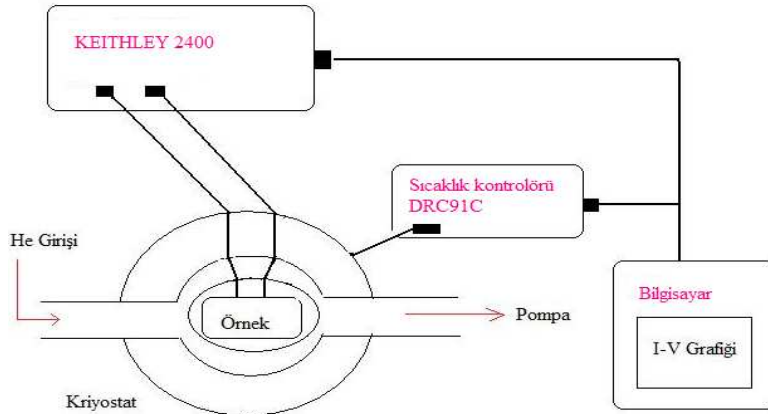 KEITHLEY 2400
Sıcaklık kontrolörü
DRC91C
He Girişi
Bilgisayar
Pompa
Örnek
I-V Grafiği
Kriyostat